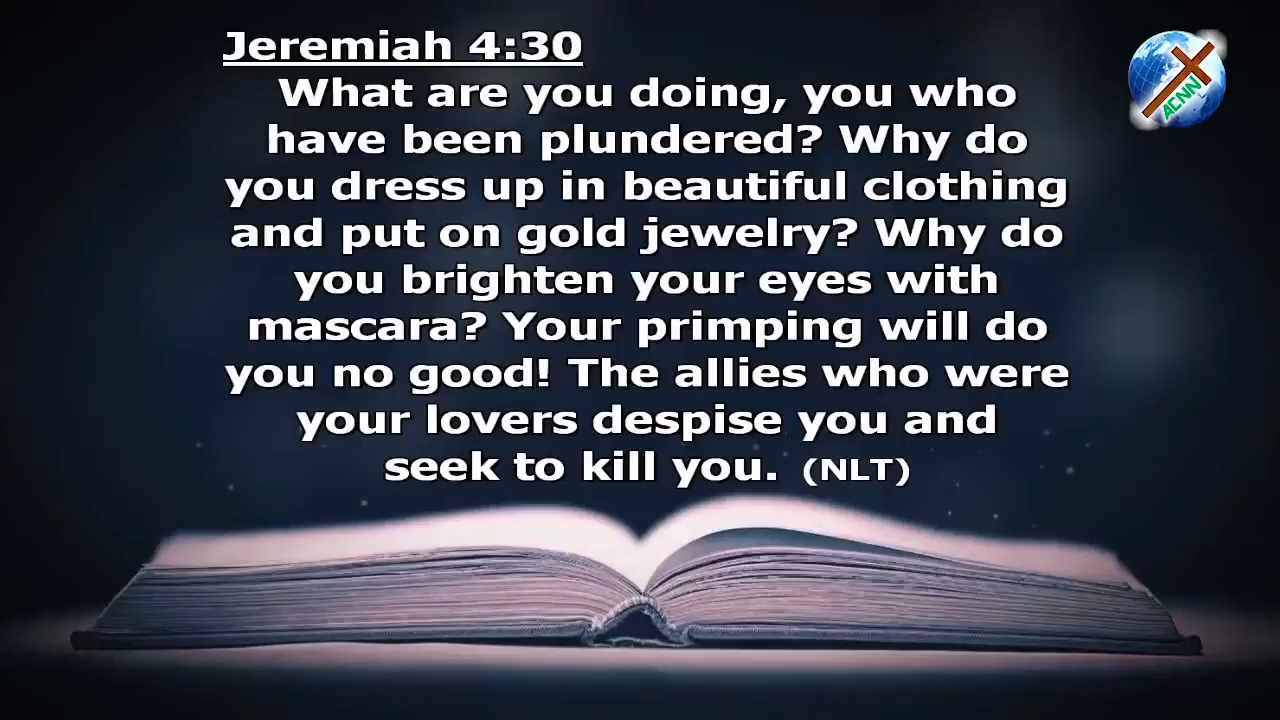 Jeremiah 4:30
What are you doing, you who
have been plundered? Why do
you dress up in beautiful clothing
and put on gold jewelry? Why do
you brighten your eyes with
mascara? Your primping will do
you no good! The allies who were
your lovers despise you and
seek to kill you. (NLT)
ACNN